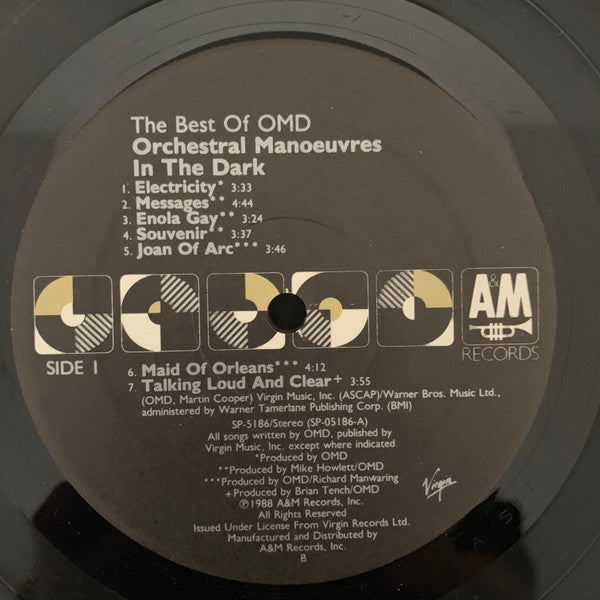 The Best Of OMD
Orchestral Manoeuvres
In The Dark
1. Electricity* 3:33
2. Messages** 4:44
3. Enola Gay** 3:24
4. Souvenir** 3:37
5. Joan Of Arc*** 3:46
A&M
RECORDS
SIDE 1
6. Maid Of Orleans*** 4:12
7. Talking Loud And Clear+ 3:55
(OMD, Martin Cooper) Virgin Music, Inc. (ASCAP)/Warner Bros. Music Ltd.,
administered by Warner Tamerlane Publishing Corp. (BMI)
SP-5186/Stereo (SP-05186-A)
All songs written by OMD, published by
Virgin Music, Inc. except where indicated
*Produced by OMD
**Produced by Mike Howlett/OMD
***Produced by OMD/Richard Manwaring
+Produced by Brian Tench/OMD
℗1988 A&M Records, Inc.
All Rights Reserved
Issued Under License From Virgin Records Ltd.
Manufactured and Distributed by
A&M Records, Inc.
B
Virgin